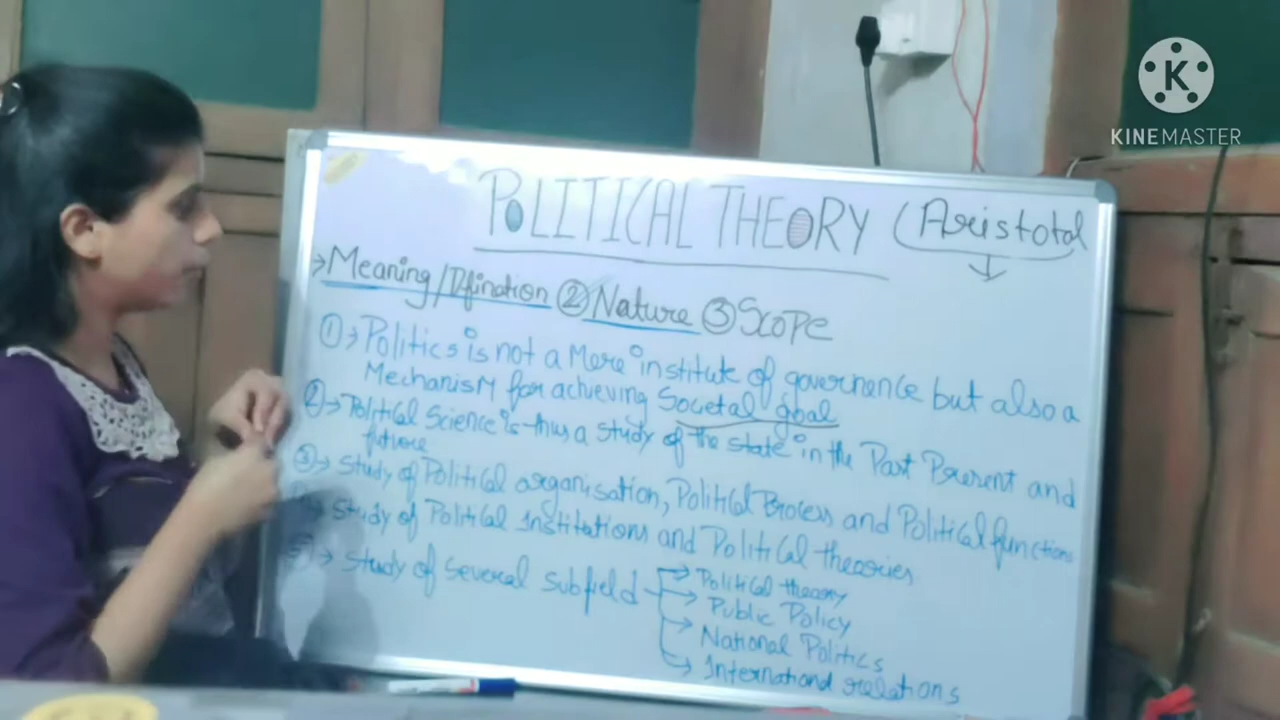 K
KINEMASTER
POLITICAL THEORY (Aristotal
→ Meaning/Dfination ② Nature ③ Scope
① → Politics is not a Mere institute of governence but also a
Mechanism for achieving Societal goal
② → Political Science is thus a study of the state in the Past Present and
future
③ → Study of Political organisation, Political Process and Political functions
→ Study of Political Institations and Political theories
⑤ → Study of Several subfield
→ Political theory
→ Public Policy
→ National Politics
→ International relations